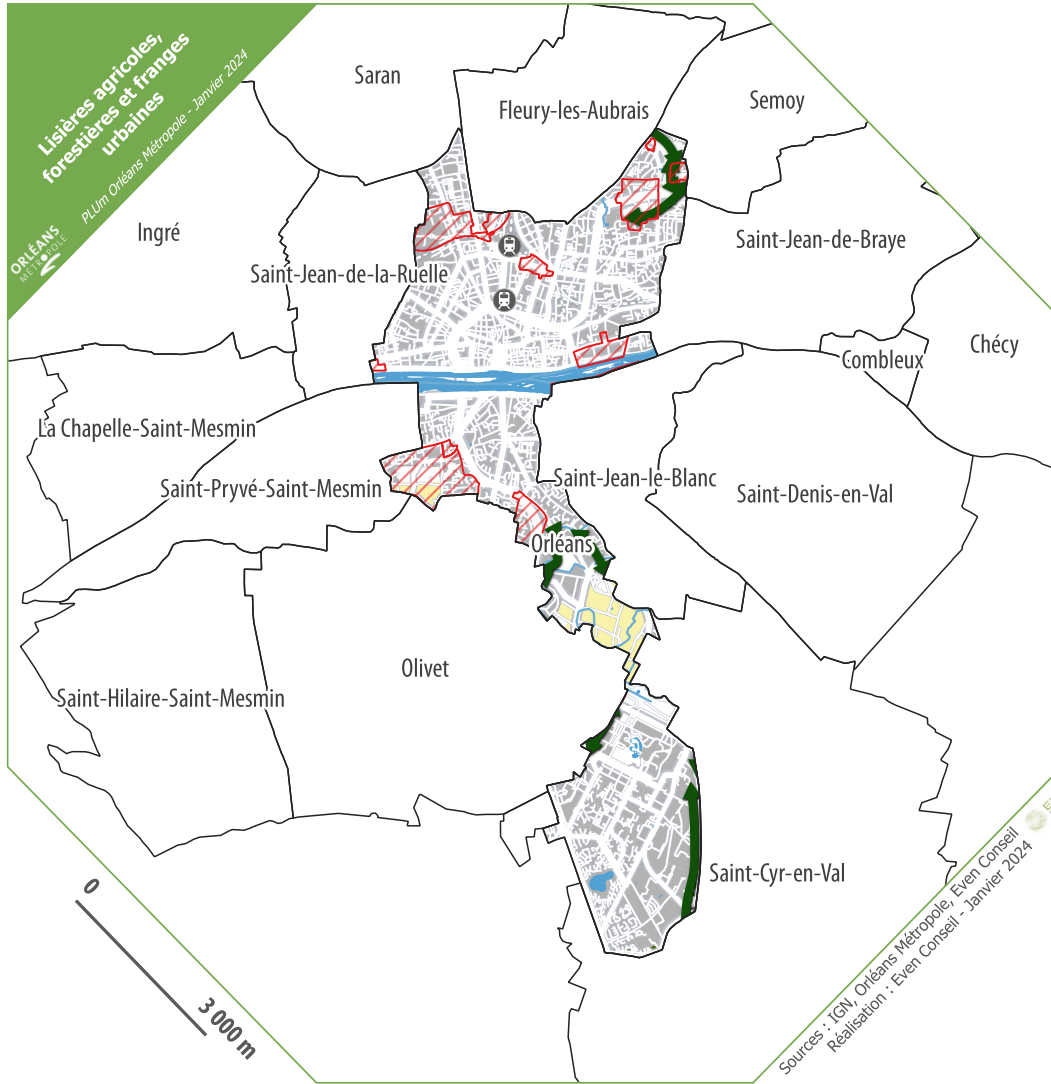 Lisières agricoles,
forestières et franges
urbaines
PLUm Orléans Métropole - Janvier 2024
ORLÉANS
MÉTROPOLE
Saran
Fleury-les-Aubrais
Semoy
Ingré
Saint-Jean-de-la-Ruelle
Saint-Jean-de-Braye
Chécy
Combleux
La Chapelle-Saint-Mesmin
Saint-Pryvé-Saint-Mesmin
Saint-Jean-le-Blanc
Saint-Denis-en-Val
Orléans
Olivet
Saint-Hilaire-Saint-Mesmin
Saint-Cyr-en-Val
0
3 000 m
Sources : IGN, Orléans Métropole, Even Conseil
Réalisation : Even Conseil - Janvier 2024